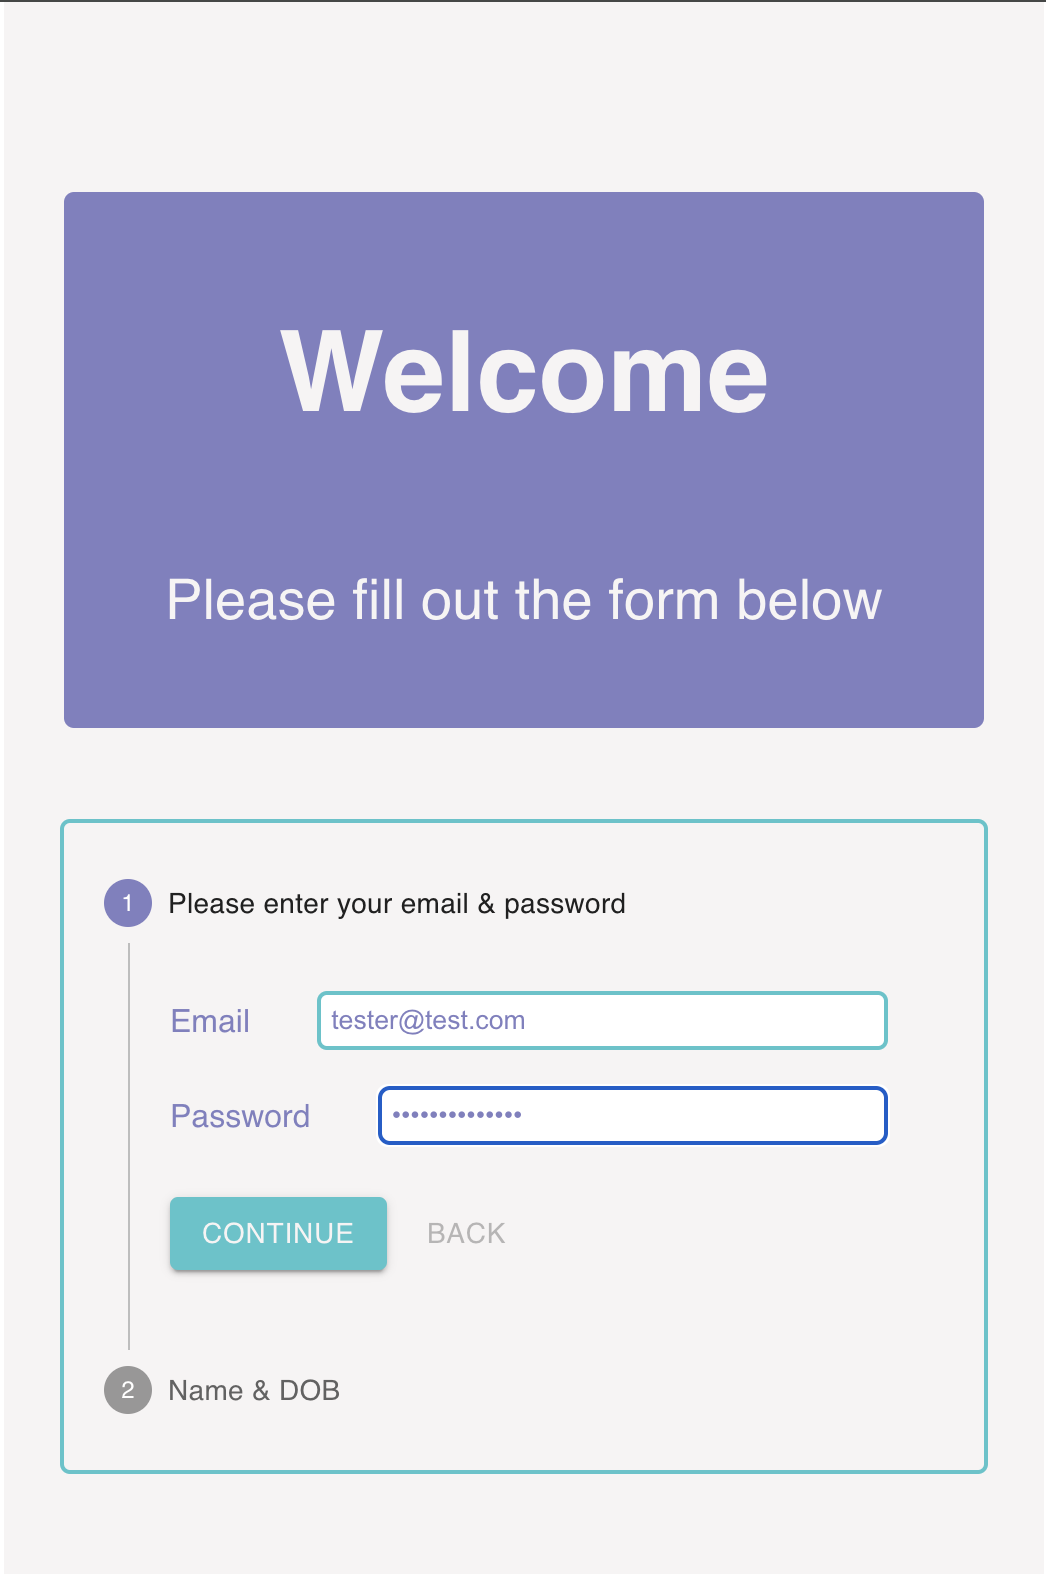 Welcome
Please fill out the form below
1 Please enter your email & password
Email tester@test.com
Password ••••••••••••••
CONTINUE BACK
2 Name & DOB